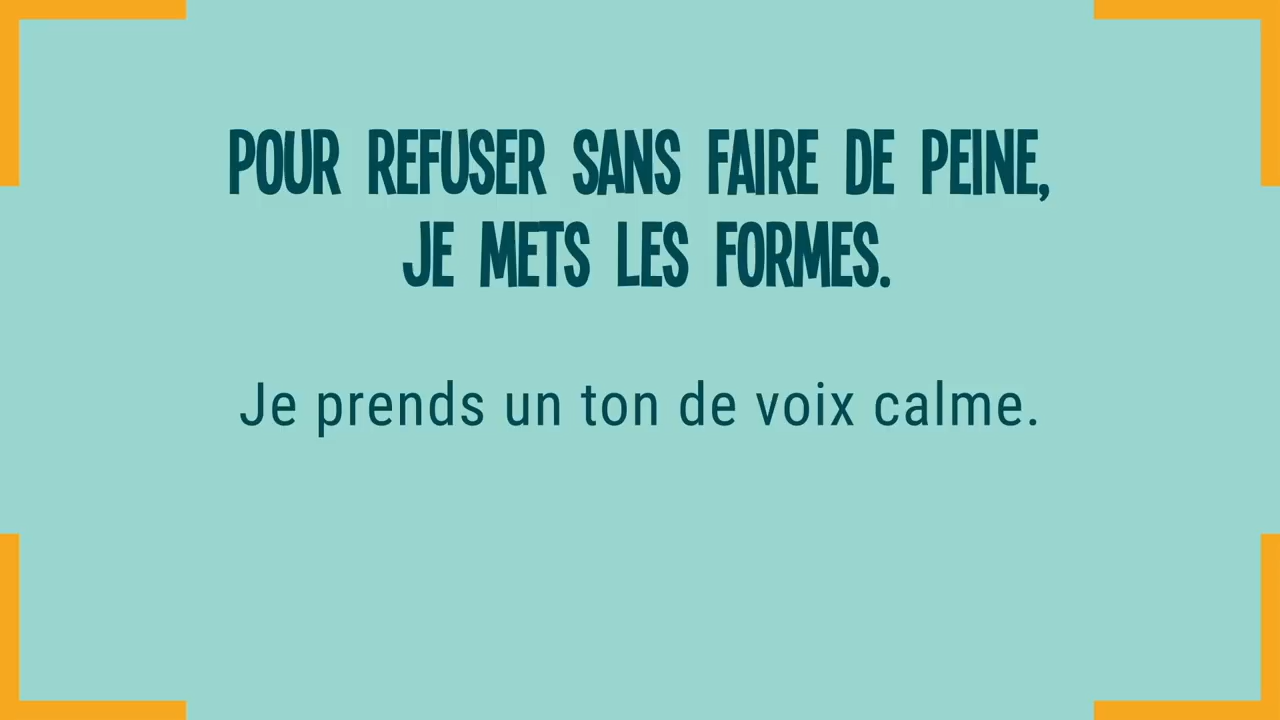 POUR REFUSER SANS FAIRE DE PEINE,
JE METS LES FORMES.
Je prends un ton de voix calme.